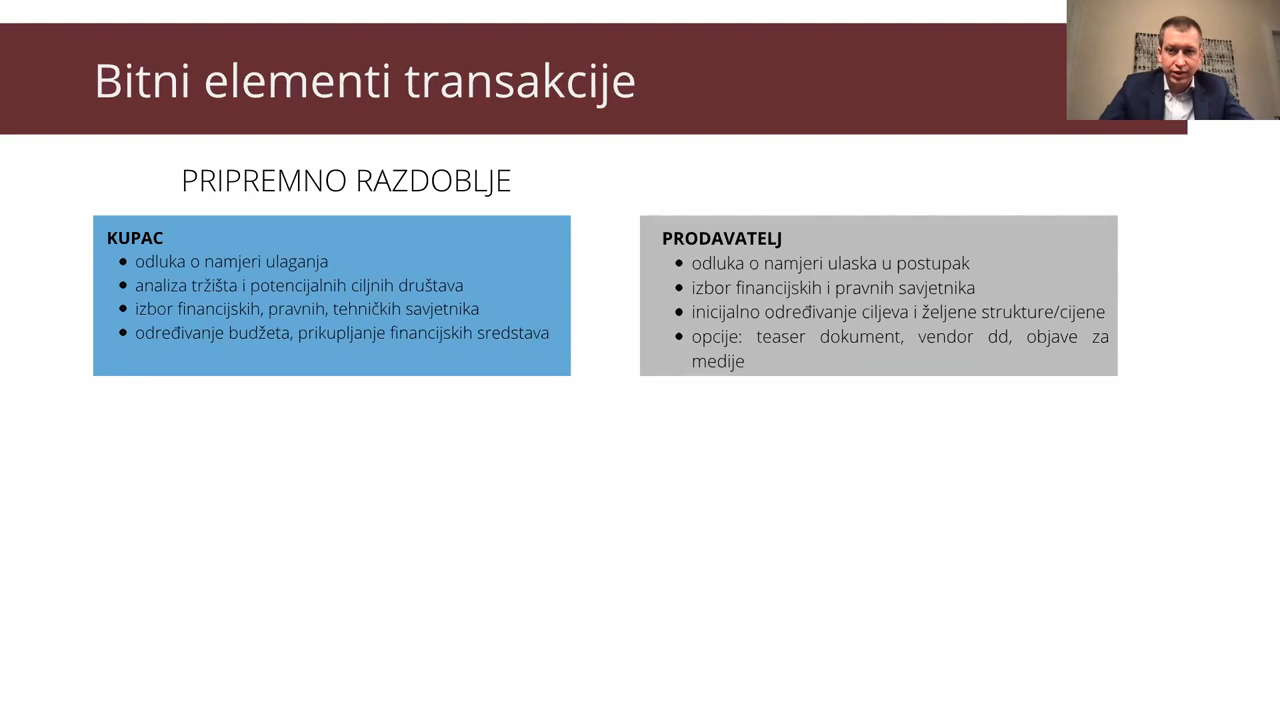 Bitni elementi transakcije
PRIPREMNO RAZDOBLJE
KUPAC
odluka o namjeri ulaganja
analiza tržišta i potencijalnih ciljnih društava
izbor financijskih, pravnih, tehničkih savjetnika
određivanje budžeta, prikupljanje financijskih sredstava
PRODAVATELJ
odluka o namjeri ulaska u postupak
izbor financijskih i pravnih savjetnika
inicijalno određivanje ciljeva i željene strukture/cijene
opcije: teaser dokument, vendor dd, objave za
medije